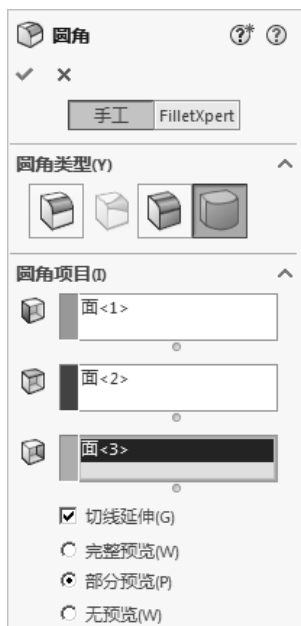 圆角
手工 FilletXpert
圆角类型(Y)
圆角项目(I)
面<1>
面<2>
面<3>
切线延伸(G)
完整预览(W)
部分预览(P)
无预览(W)